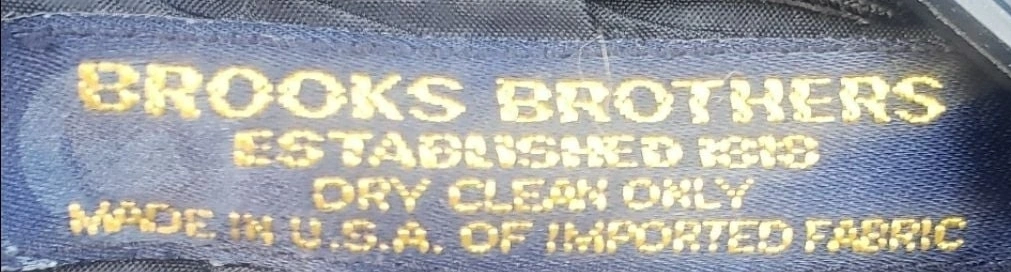 BROOKS BROTHERS
ESTABLISHED 1818
DRY CLEAN ONLY
MADE IN U.S.A. OF IMPORTED FABRIC